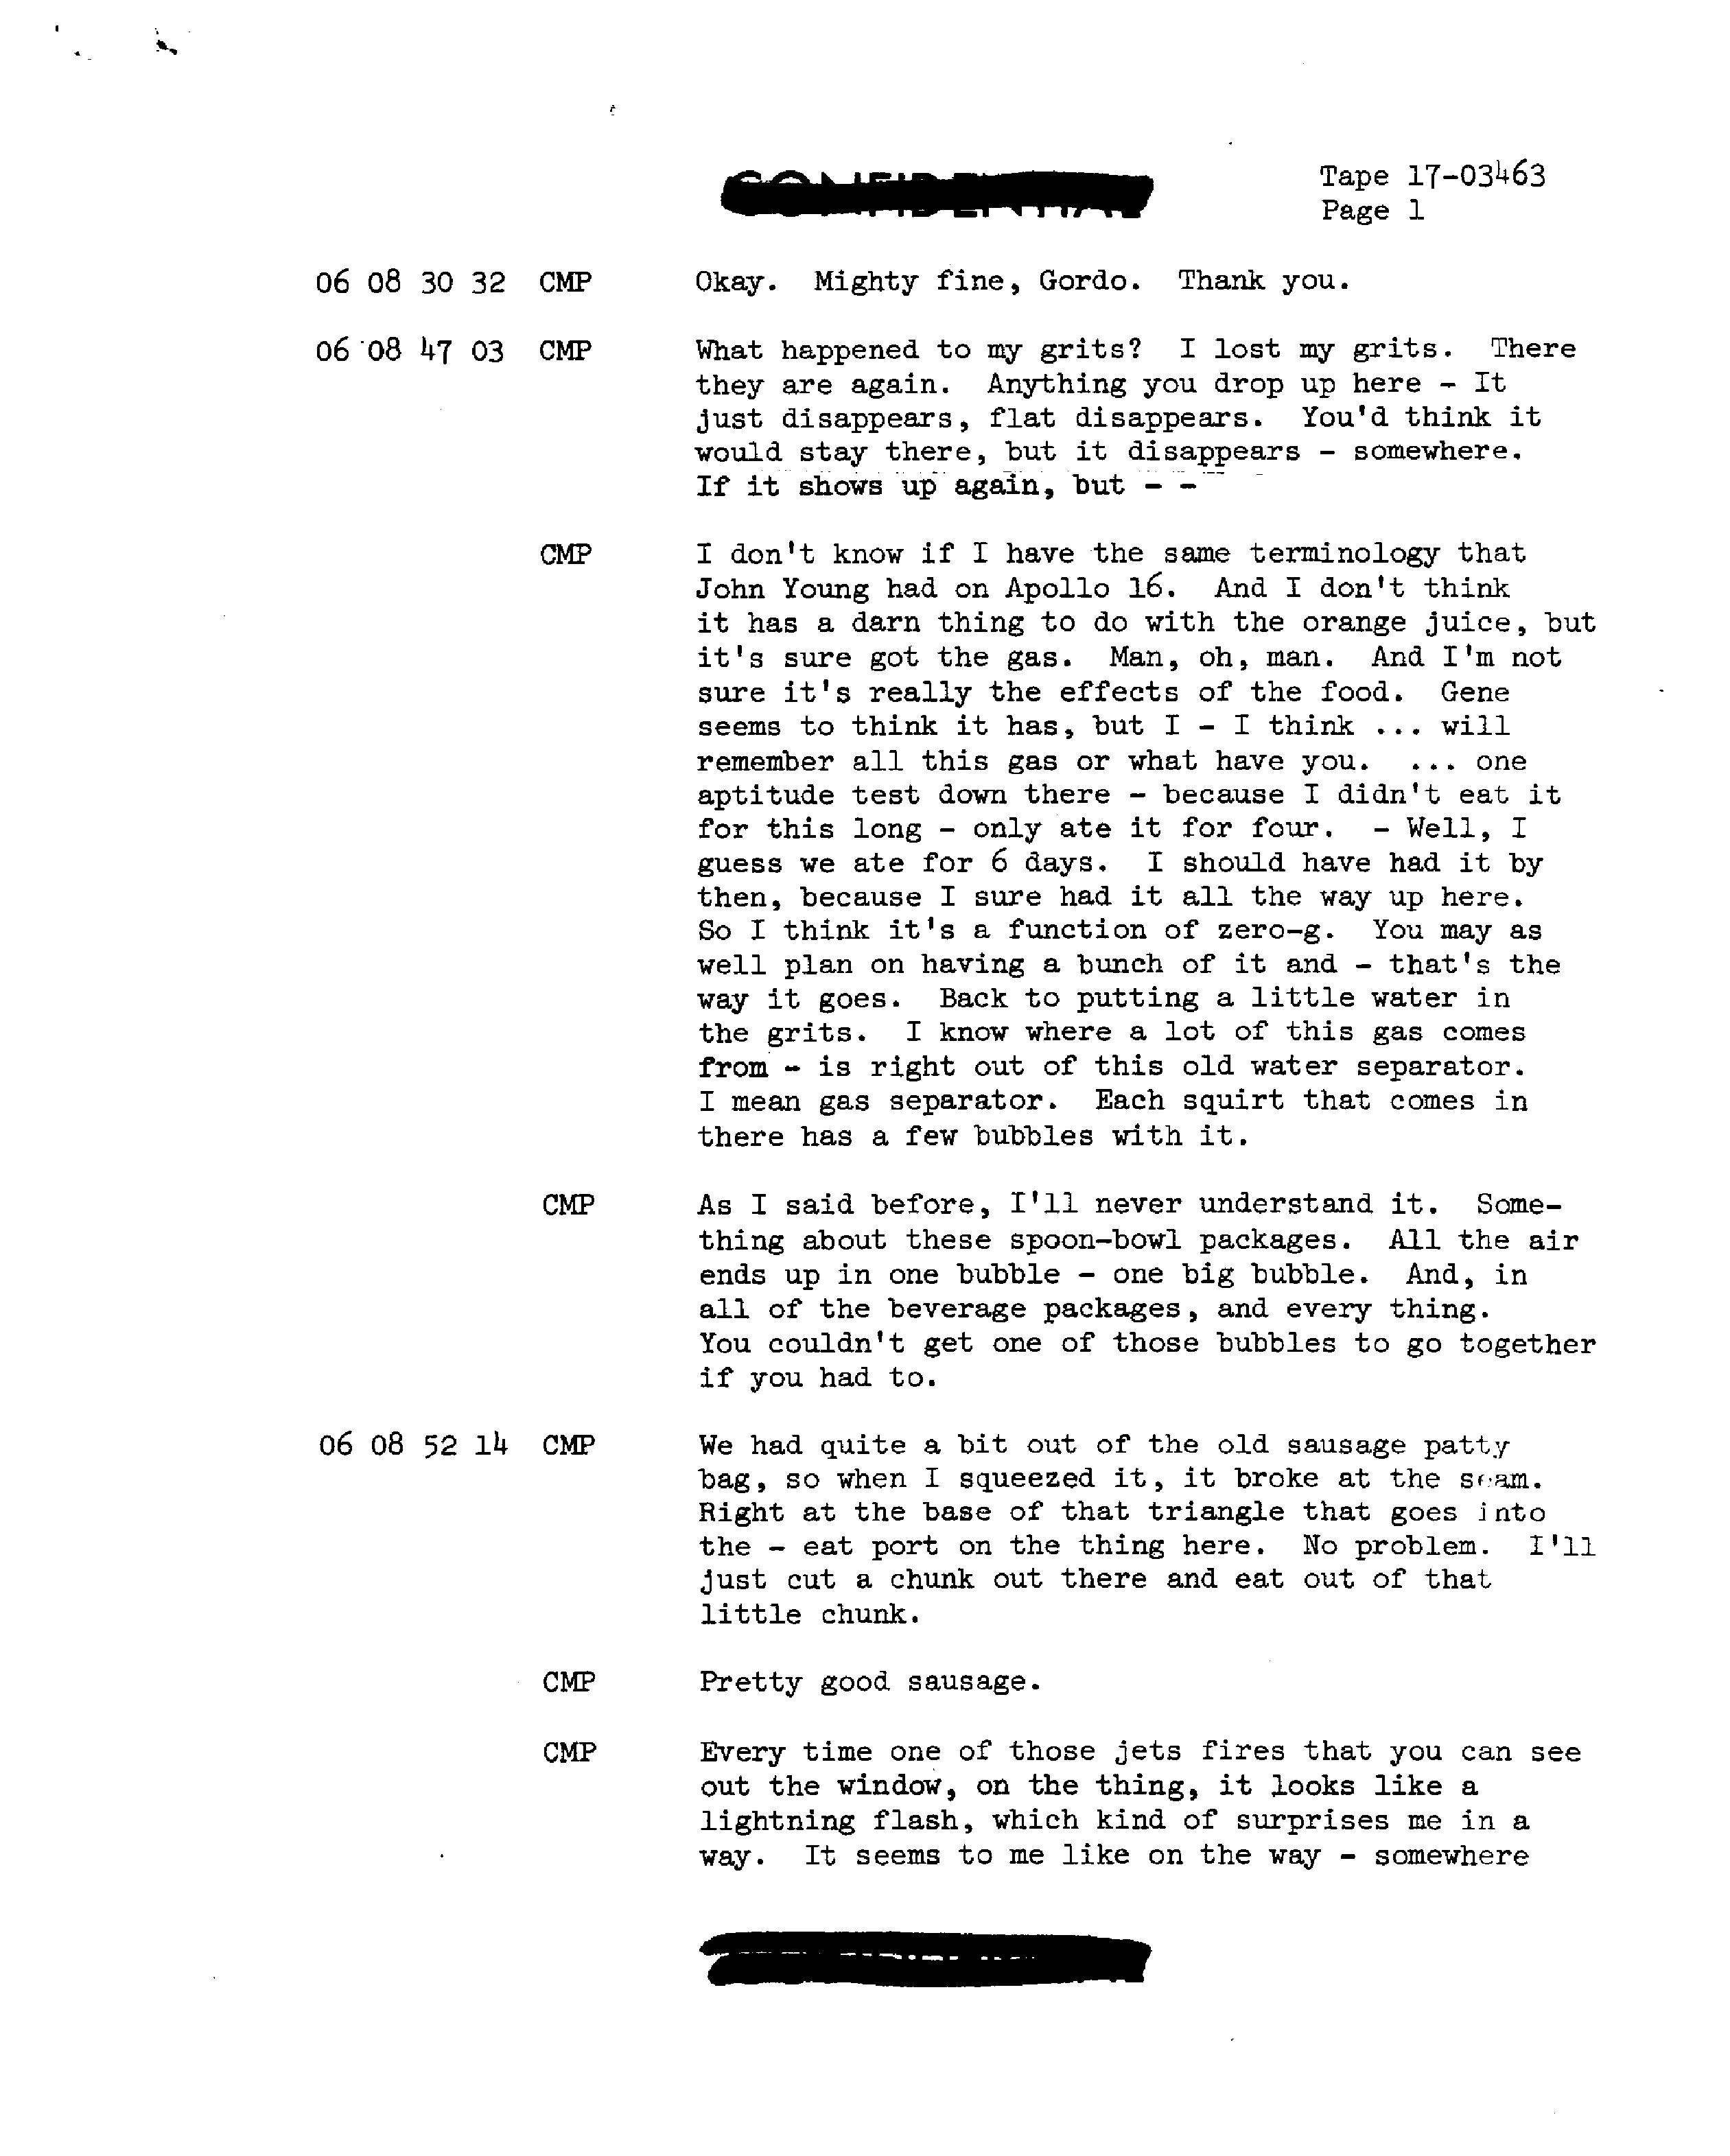 CONFIDENTIAL
Tape 17-03463
Page 1
06 08 30 32 CMP Okay. Mighty fine, Gordo. Thank you.
06 08 47 03 CMP What happened to my grits? I lost my grits. There
they are again. Anything you drop up here - It
just disappears, flat disappears. You'd think it
would stay there, but it disappears - somewhere.
If it shows up again, but - -
CMP I don't know if I have the same terminology that
John Young had on Apollo 16. And I don't think
it has a darn thing to do with the orange juice, but
it's sure got the gas. Man, oh, man. And I'm not
sure it's really the effects of the food. Gene
seems to think it has, but I - I think ... will
remember all this gas or what have you. ... one
aptitude test down there - because I didn't eat it
for this long - only ate it for four. - Well, I
guess we ate for 6 days. I should have had it by
then, because I sure had it all the way up here.
So I think it's a function of zero-g. You may as
well plan on having a bunch of it and - that's the
way it goes. Back to putting a little water in
the grits. I know where a lot of this gas comes
from - is right out of this old water separator.
I mean gas separator. Each squirt that comes in
there has a few bubbles with it.
CMP As I said before, I'll never understand it. Some-
thing about these spoon-bowl packages. All the air
ends up in one bubble - one big bubble. And, in
all of the beverage packages, and every thing.
You couldn't get one of those bubbles to go together
if you had to.
06 08 52 14 CMP We had quite a bit out of the old sausage patty
bag, so when I squeezed it, it broke at the seam.
Right at the base of that triangle that goes into
the - eat port on the thing here. No problem. I'll
just cut a chunk out there and eat out of that
little chunk.
CMP Pretty good sausage.
CMP Every time one of those jets fires that you can see
out the window, on the thing, it looks like a
lightning flash, which kind of surprises me in a
way. It seems to me like on the way - somewhere